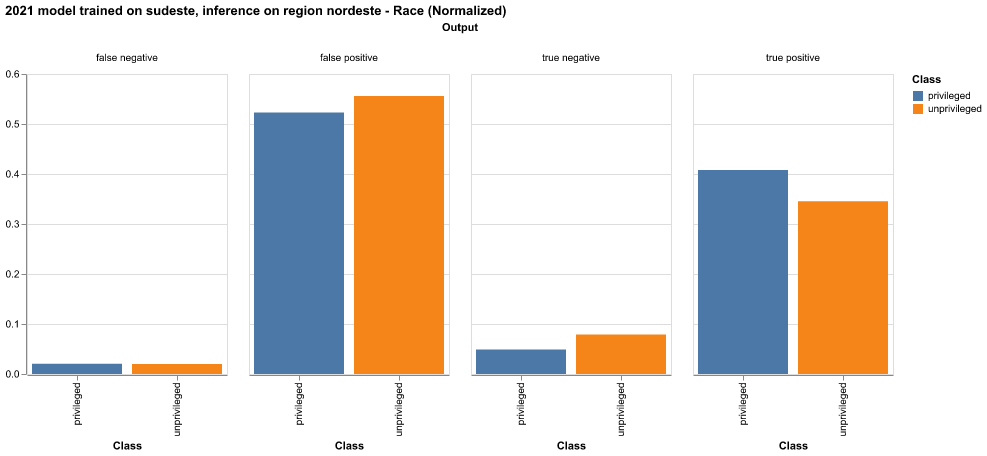 2021 model trained on sudeste, inference on region nordeste - Race (Normalized)
Output
false negative
false positive
true negative
true positive
0.6
0.5
0.4
0.3
0.2
0.1
0.0
privileged
unprivileged
privileged
unprivileged
privileged
unprivileged
privileged
unprivileged
Class
Class
Class
Class
Class
privileged
unprivileged